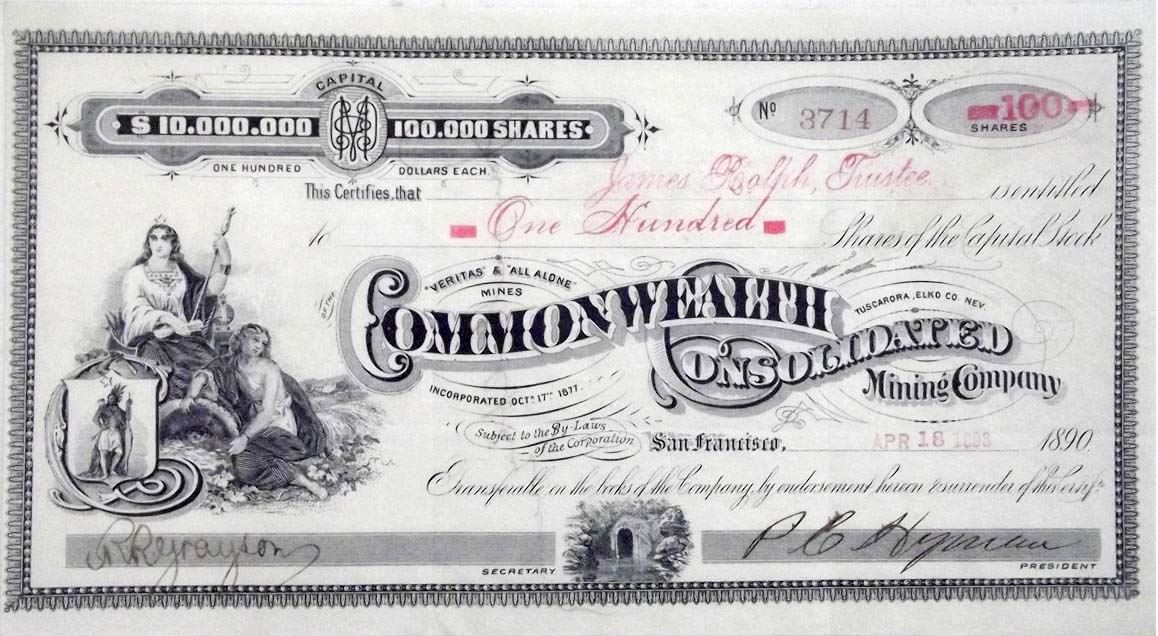 CAPITAL
$ 10.000.000 M 100.000 SHARES
ONE HUNDRED DOLLARS EACH
No 3714
100
SHARES
This Certifies, that James Rolph, Trustee. is entitled
to One Hundred Shares of the Capital Stock
OF THE
"VERITAS" & "ALL ALONE"
MINES
COMMONWEALTH
CONSOLIDATED
TUSCARORA, ELKO CO. NEV.
Mining Company
INCORPORATED OCT. 17TH 1877.
Subject to the By-Laws
of the Corporation
San Francisco, APR 18 1893 1890
Transferable on the books of the Company, by endorsement hereon & surrender of this Certife
R.R. Grayson
SECRETARY
P C Hyman
PRESIDENT